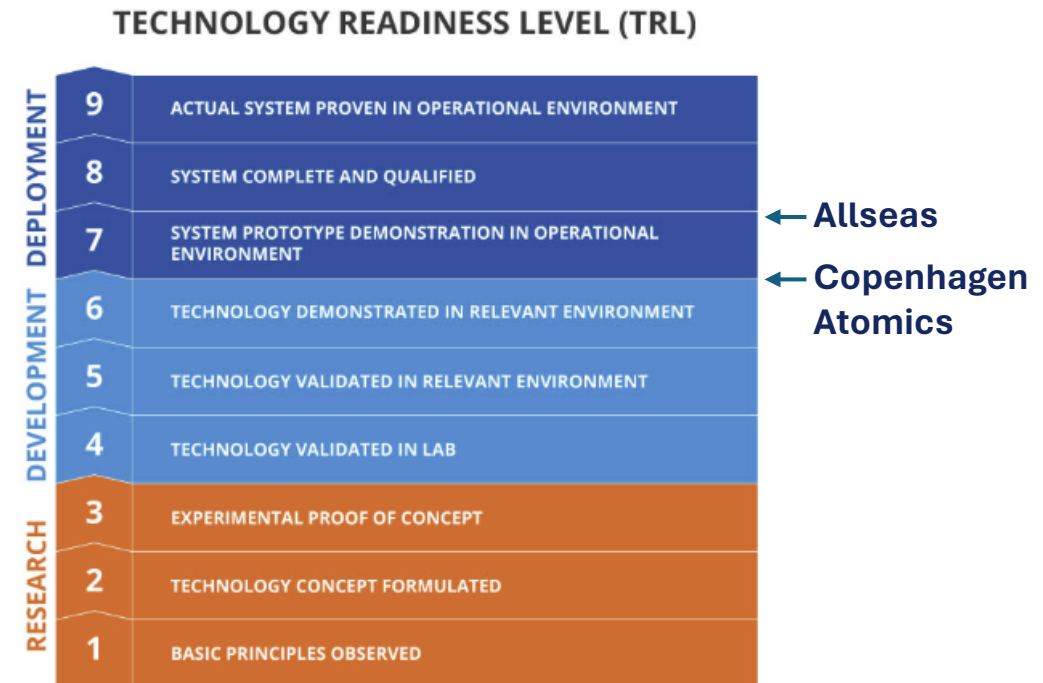 TECHNOLOGY READINESS LEVEL (TRL)
DEPLOYMENT
9
ACTUAL SYSTEM PROVEN IN OPERATIONAL ENVIRONMENT
8
SYSTEM COMPLETE AND QUALIFIED
Allseas
7
SYSTEM PROTOTYPE DEMONSTRATION IN OPERATIONAL
ENVIRONMENT
Copenhagen
Atomics
DEVELOPMENT
6
TECHNOLOGY DEMONSTRATED IN RELEVANT ENVIRONMENT
5
TECHNOLOGY VALIDATED IN RELEVANT ENVIRONMENT
4
TECHNOLOGY VALIDATED IN LAB
RESEARCH
3
EXPERIMENTAL PROOF OF CONCEPT
2
TECHNOLOGY CONCEPT FORMULATED
1
BASIC PRINCIPLES OBSERVED